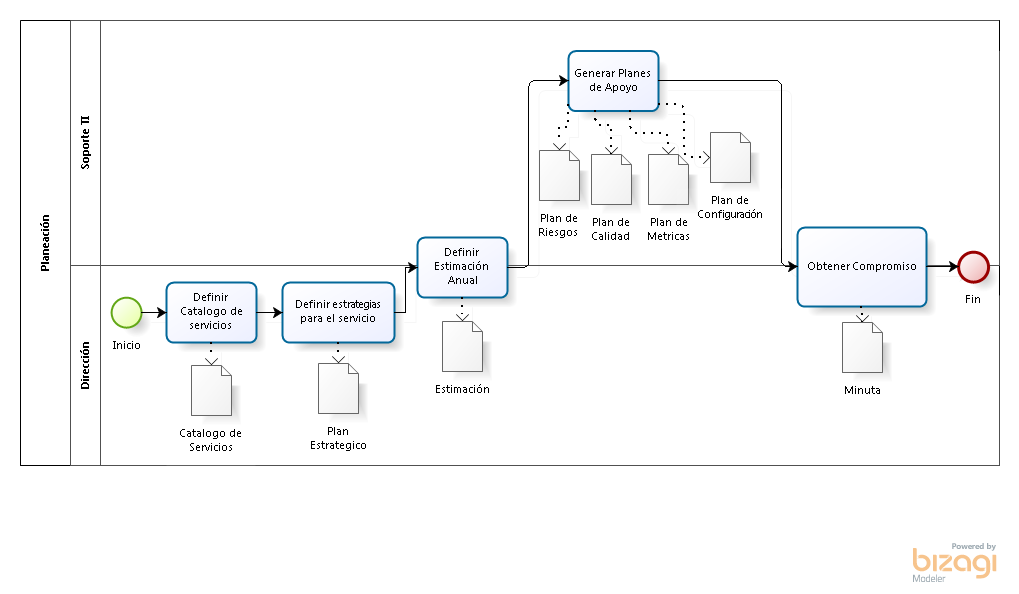 Planeación
Soporte TI
Dirección
Inicio
Definir
Catalogo de
servicios
Catalogo de
Servicios
Definir estrategias
para el servicio
Plan
Estrategico
Definir
Estimación
Anual
Estimación
Generar Planes
de Apoyo
Plan de
Riesgos
Plan de
Calidad
Plan de
Metricas
Plan de
Configuración
Obtener Compromiso
Minuta
Fin
Powered by
bizagi
Modeler